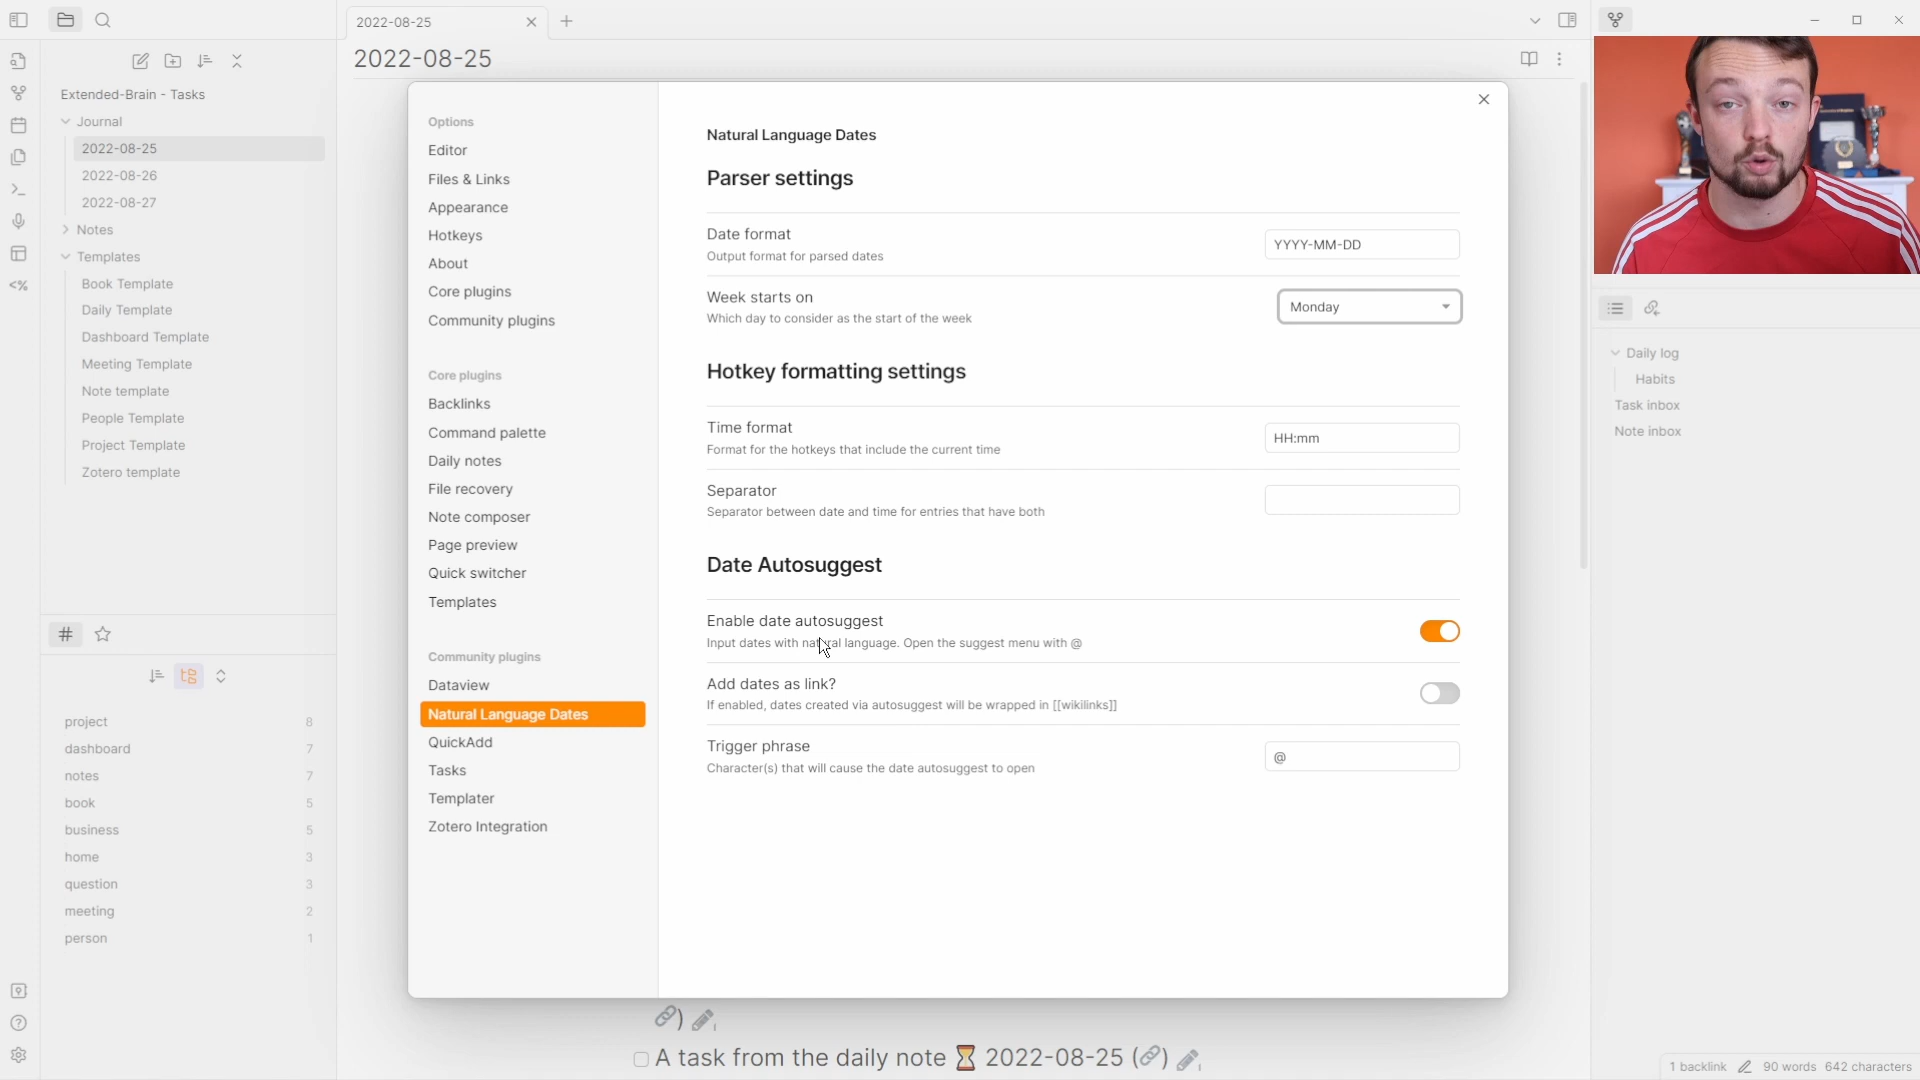 2022-08-25
2022-08-25
Extended-Brain - Tasks
Journal
2022-08-25
2022-08-26
2022-08-27
Notes
Templates
Book Template
Daily Template
Dashboard Template
Meeting Template
Note template
People Template
Project Template
Zotero template
project 8
dashboard 7
notes 7
book 5
business 5
home 3
question 3
meeting 2
person 1
Options
Editor
Files & Links
Appearance
Hotkeys
About
Core plugins
Community plugins
Core plugins
Backlinks
Command palette
Daily notes
File recovery
Note composer
Page preview
Quick switcher
Templates
Community plugins
Dataview
Natural Language Dates
QuickAdd
Tasks
Templater
Zotero Integration
Natural Language Dates
Parser settings
Date format
YYYY-MM-DD
Output format for parsed dates
Week starts on
Monday
Which day to consider as the start of the week
Hotkey formatting settings
Time format
HH:mm
Format for the hotkeys that include the current time
Separator
Separator between date and time for entries that have both
Date Autosuggest
Enable date autosuggest
Input dates with natural language. Open the suggest menu with @
Add dates as link?
If enabled, dates created via autosuggest will be wrapped in [[wikilinks]]
Trigger phrase
@
Character(s) that will cause the date autosuggest to open
🔗)
A task from the daily note ⏳ 2022-08-25 (🔗)
Daily log
Habits
Task inbox
Note inbox
1 backlink 90 words 642 characters